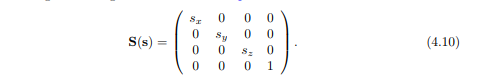 S(s) = ( s_x 0 0 0
0 s_y 0 0
0 0 s_z 0
0 0 0 1 ) . (4.10)